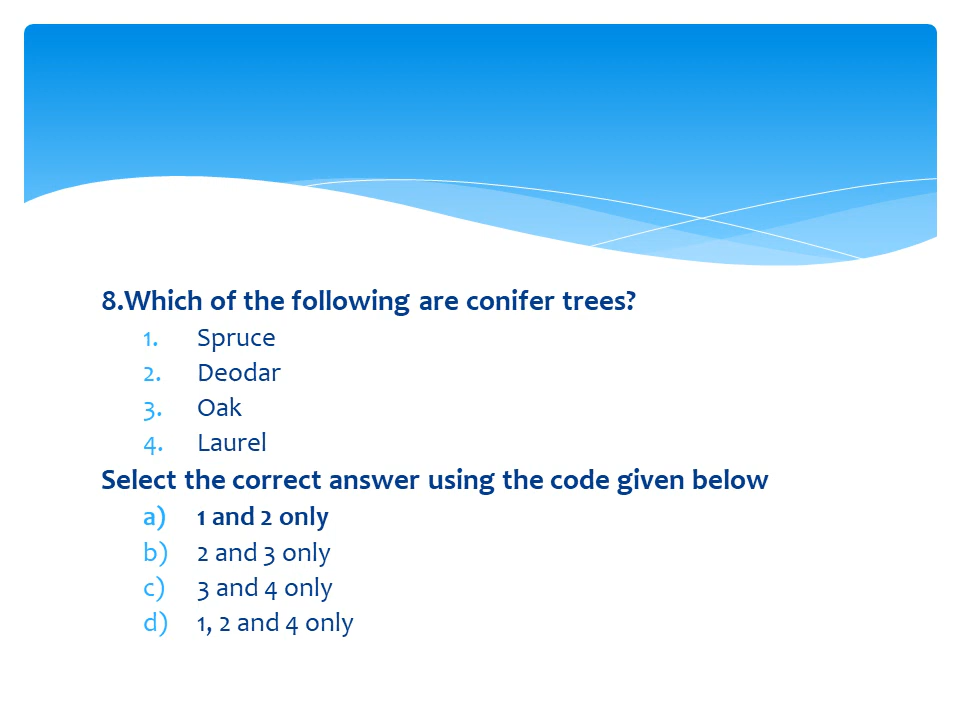 8.Which of the following are conifer trees?
1. Spruce
2. Deodar
3. Oak
4. Laurel
Select the correct answer using the code given below
a) 1 and 2 only
b) 2 and 3 only
c) 3 and 4 only
d) 1, 2 and 4 only